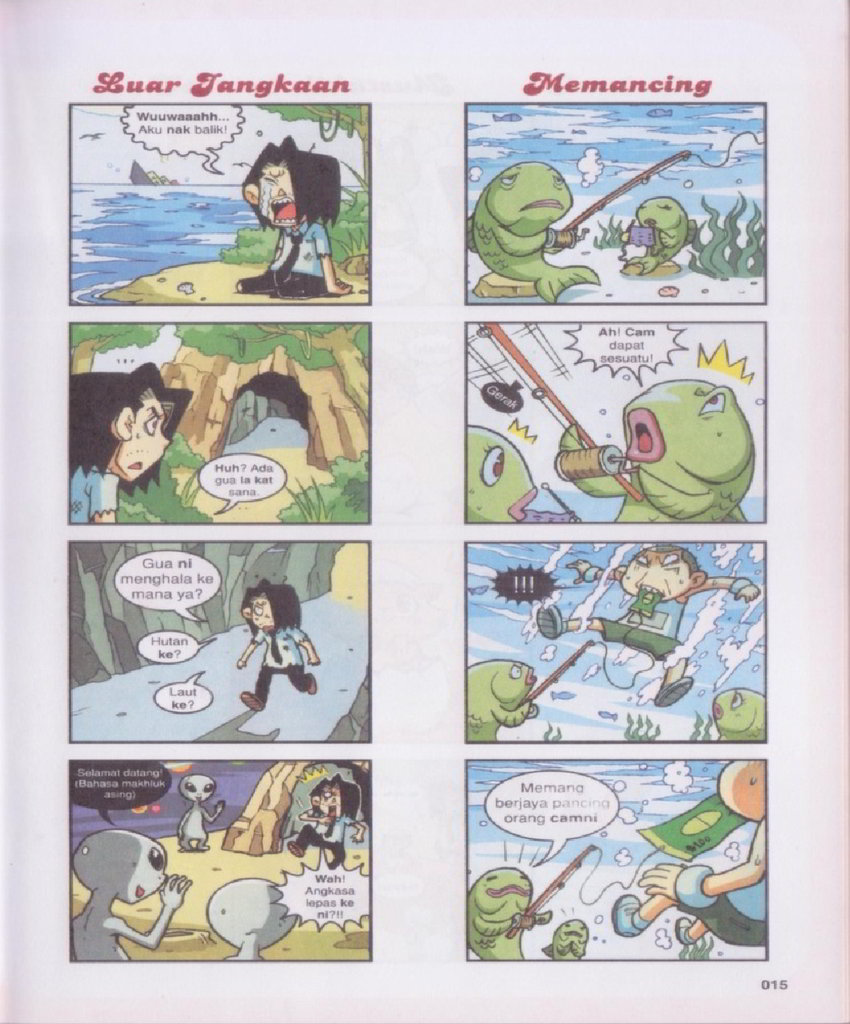 Luar Jangkaan
Wuuwaaahh...
Aku nak balik!
...
Huh? Ada
gua la kat
sana.
Gua ni
menghala ke
mana ya?
Hutan
ke?
Laut
ke?
Selamat datang!
(Bahasa makhluk
asing)
Wah!
Angkasa
lepas ke
ni?!!
Memancing
Ah! Cam
dapat
sesuatu!
Gerak
!!!
Memang
berjaya pancing
orang camni
015